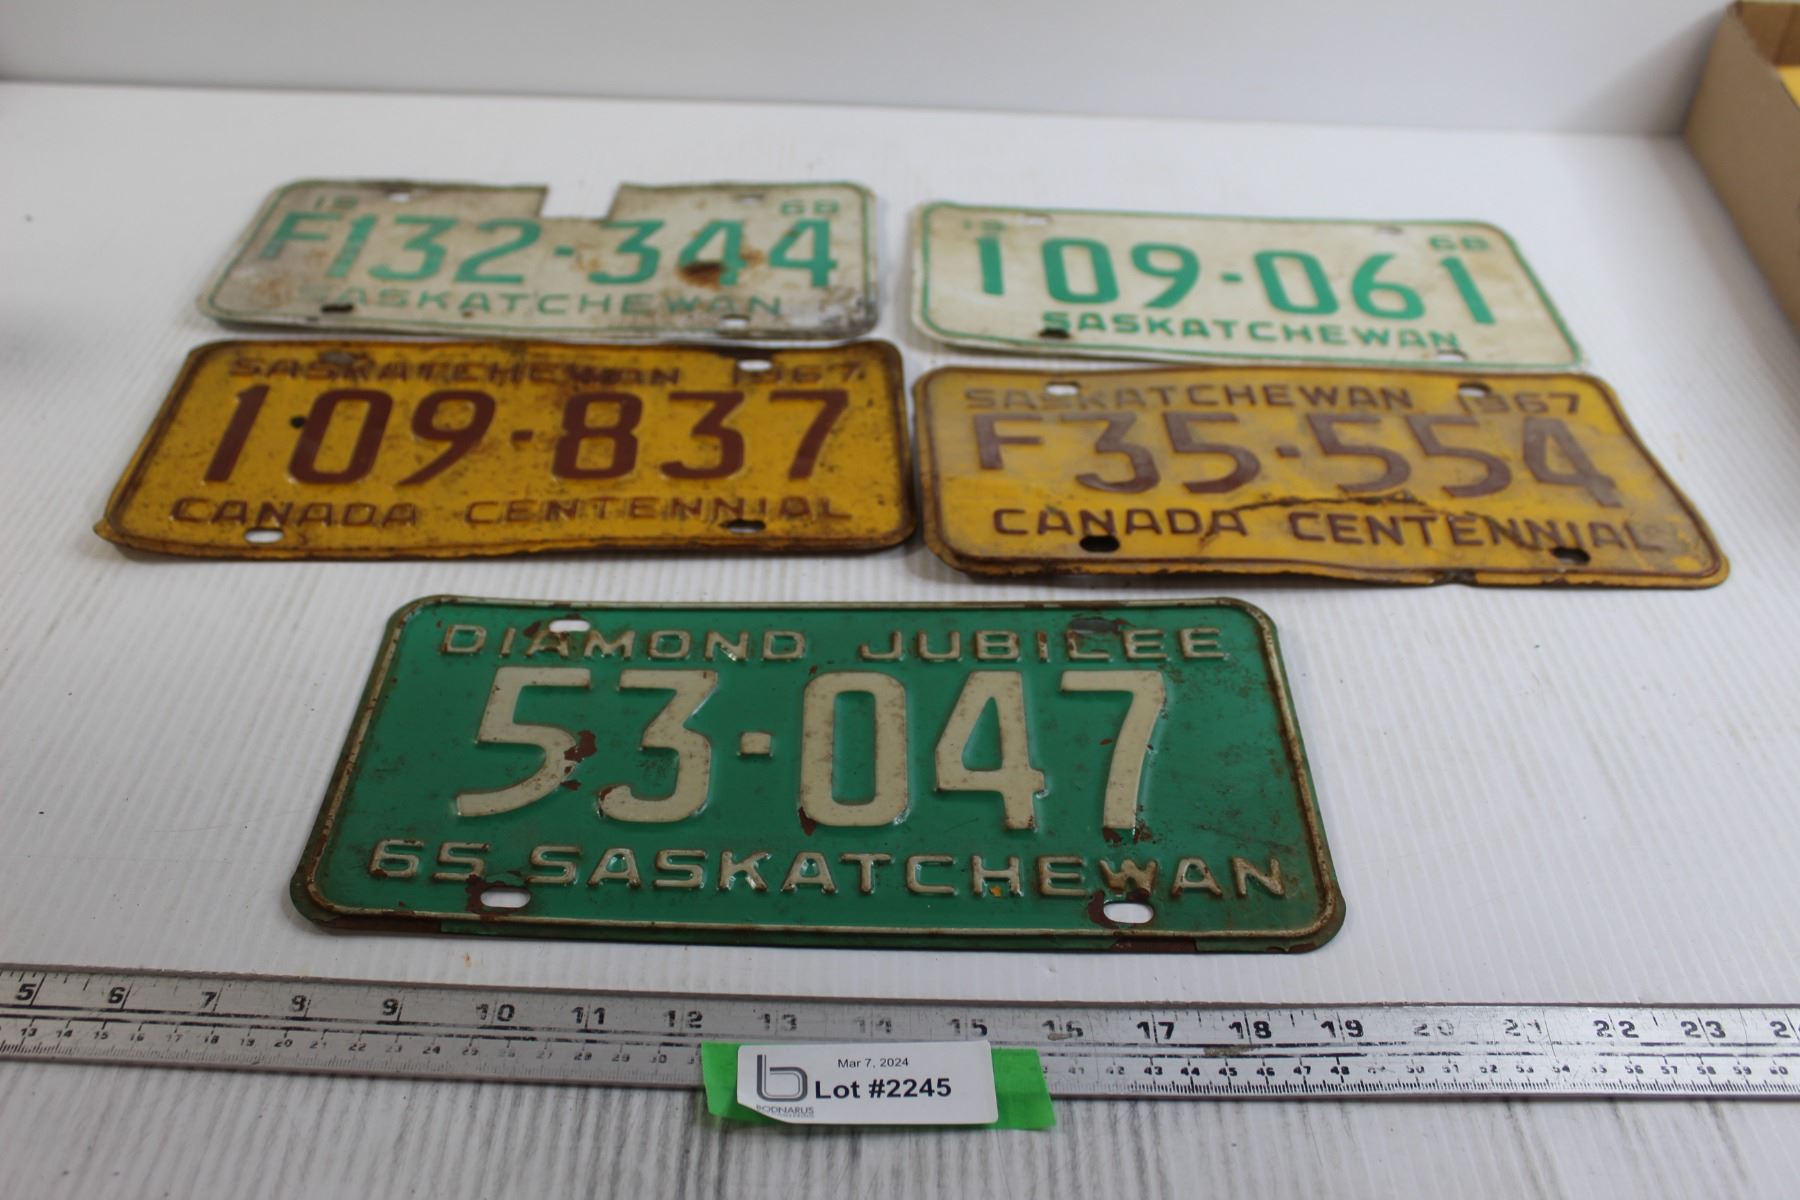 19 68
F132-344
SASKATCHEWAN
19 68
109-061
SASKATCHEWAN
SASKATCHEWAN 1967
109-837
CANADA CENTENNIAL
SASKATCHEWAN 1967
F35-554
CANADA CENTENNIAL
DIAMOND JUBILEE
53-047
65 SASKATCHEWAN
5 6 7 8 9 10 11 12 13 14 15 16 17 18 19 20 21 22 23
Mar 7, 2024
Lot #2245
BODNARUS